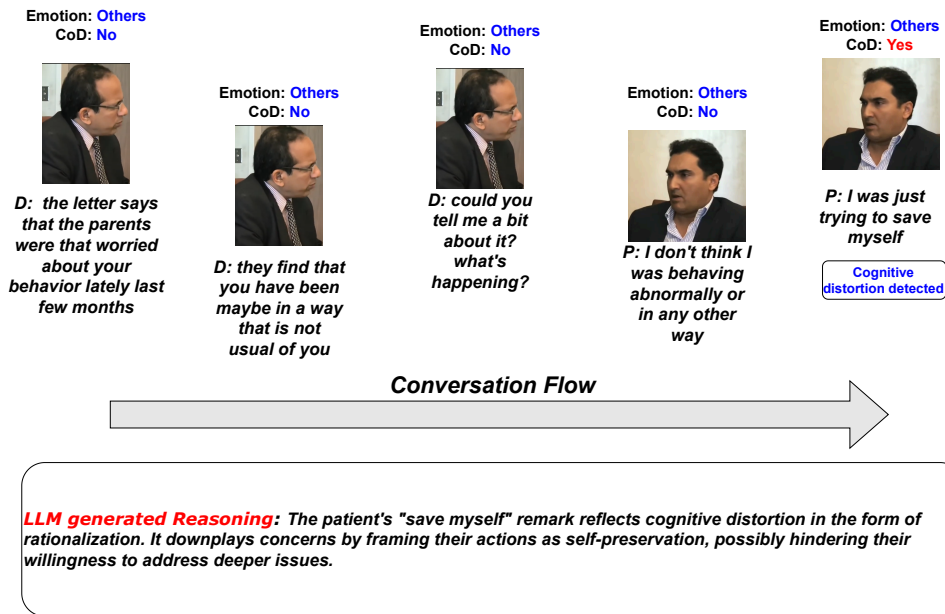 Emotion: Others
CoD: No
D: the letter says
that the parents
were that worried
about your
behavior lately last
few months
Emotion: Others
CoD: No
D: they find that
you have been
maybe in a way
that is not
usual of you
Emotion: Others
CoD: No
D: could you
tell me a bit
about it?
what's
happening?
Emotion: Others
CoD: No
P: I don't think I
was behaving
abnormally or
in any other
way
Emotion: Others
CoD: Yes
P: I was just
trying to save
myself
Cognitive
distortion detected
Conversation Flow
LLM generated Reasoning: The patient's "save myself" remark reflects cognitive distortion in the form of
rationalization. It downplays concerns by framing their actions as self-preservation, possibly hindering their
willingness to address deeper issues.